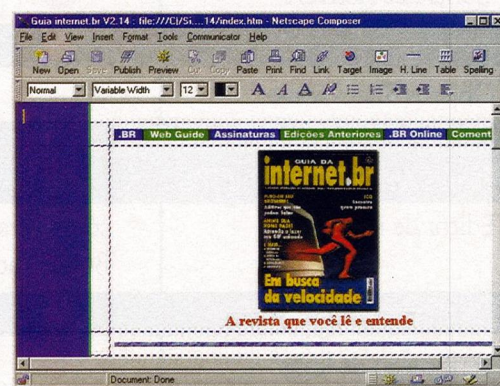 Guia internet.br V2.14 : file:///C|/Si....14/index.htm - Netscape Composer
File Edit View Insert Format Tools Communicator Help
New Open Save Publish Preview Cut Copy Paste Print Find Link Target Image H. Line Table Spelling
Normal Variable Width 12
.BR Web Guide Assinaturas Edições Anteriores .BR Online Coment
GUIA DA
internet.br
Em busca
da velocidade
A revista que você lê e entende
Document: Done